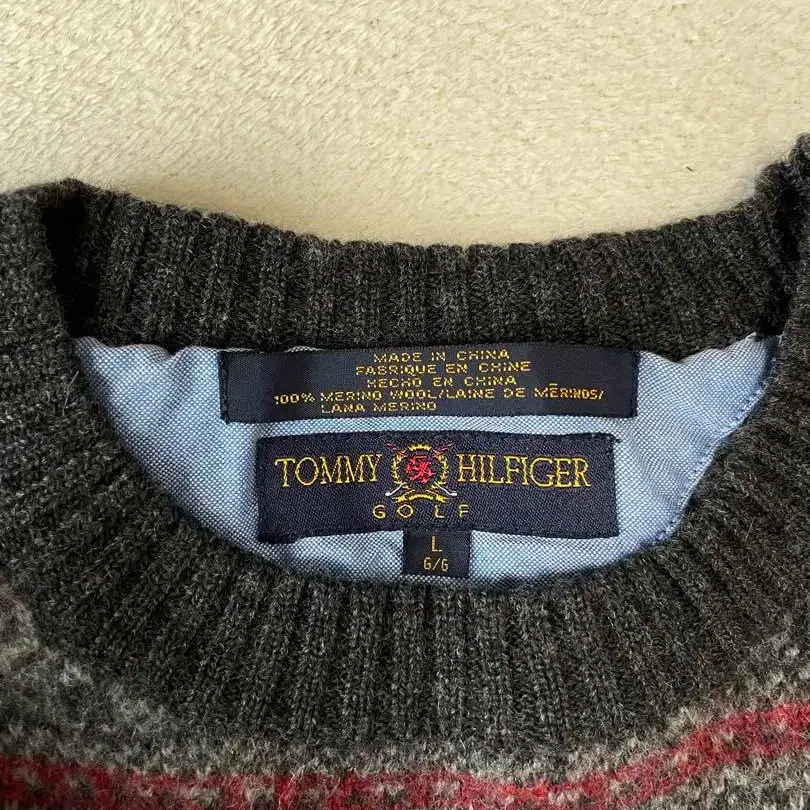 MADE IN CHINA
FABRIQUE EN CHINE
HECHO EN CHINA
100% MERINO WOOL/LAINE DE MĒRINOS/
LANA MERINO
TOMMY HILFIGER
GOLF
L
G/G